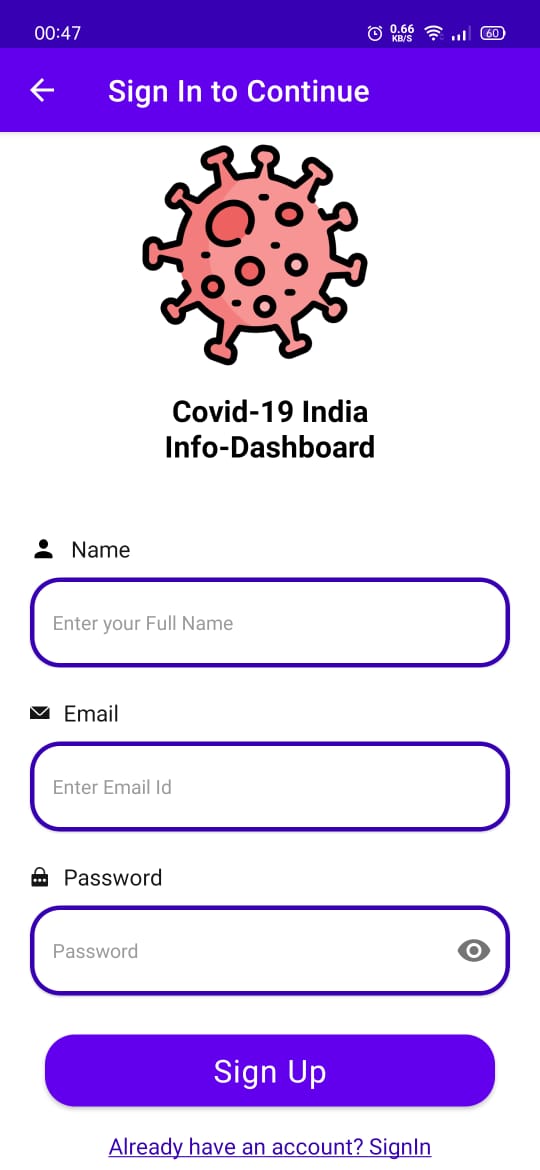 00:47
0.66
KB/S
60
Sign In to Continue
Covid-19 India
Info-Dashboard
Name
Enter your Full Name
Email
Enter Email Id
Password
Password
Sign Up
Already have an account? SignIn